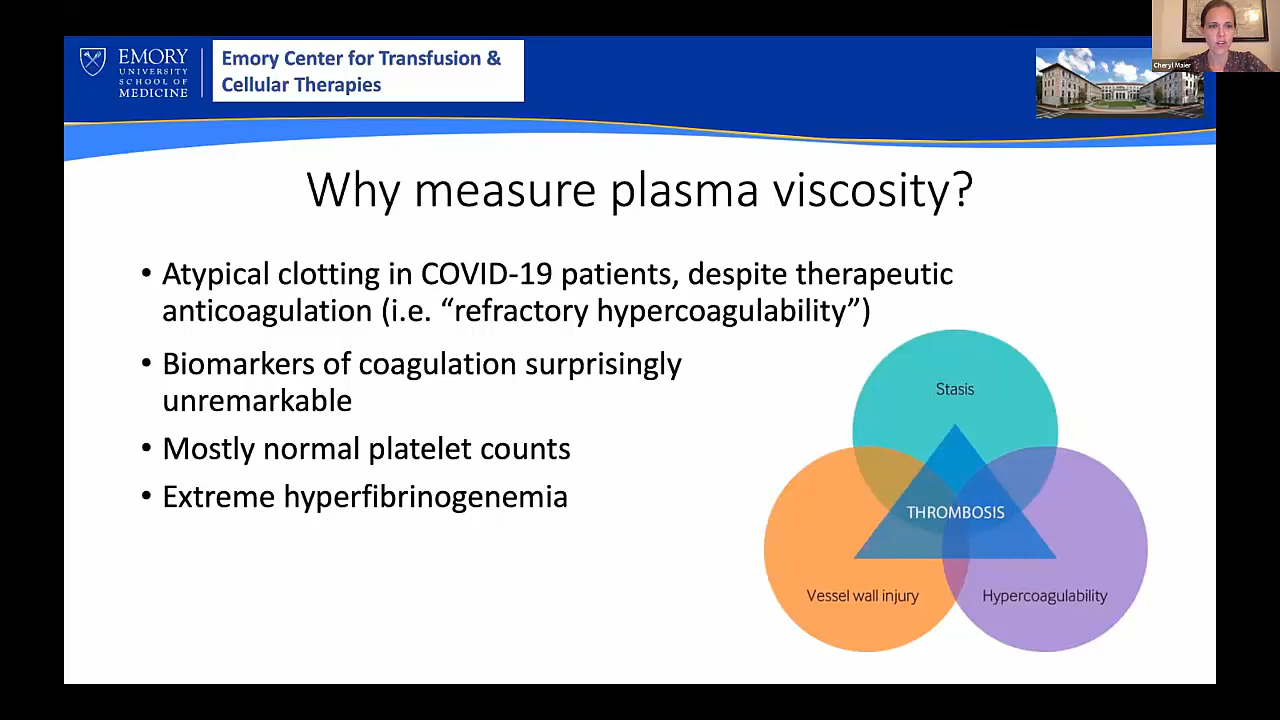 EMORY
UNIVERSITY
SCHOOL OF
MEDICINE
Emory Center for Transfusion &
Cellular Therapies
Cheryl Maier
Why measure plasma viscosity?
• Atypical clotting in COVID-19 patients, despite therapeutic
anticoagulation (i.e. “refractory hypercoagulability”)
• Biomarkers of coagulation surprisingly
unremarkable
• Mostly normal platelet counts
• Extreme hyperfibrinogenemia
Stasis
THROMBOSIS
Vessel wall injury
Hypercoagulability